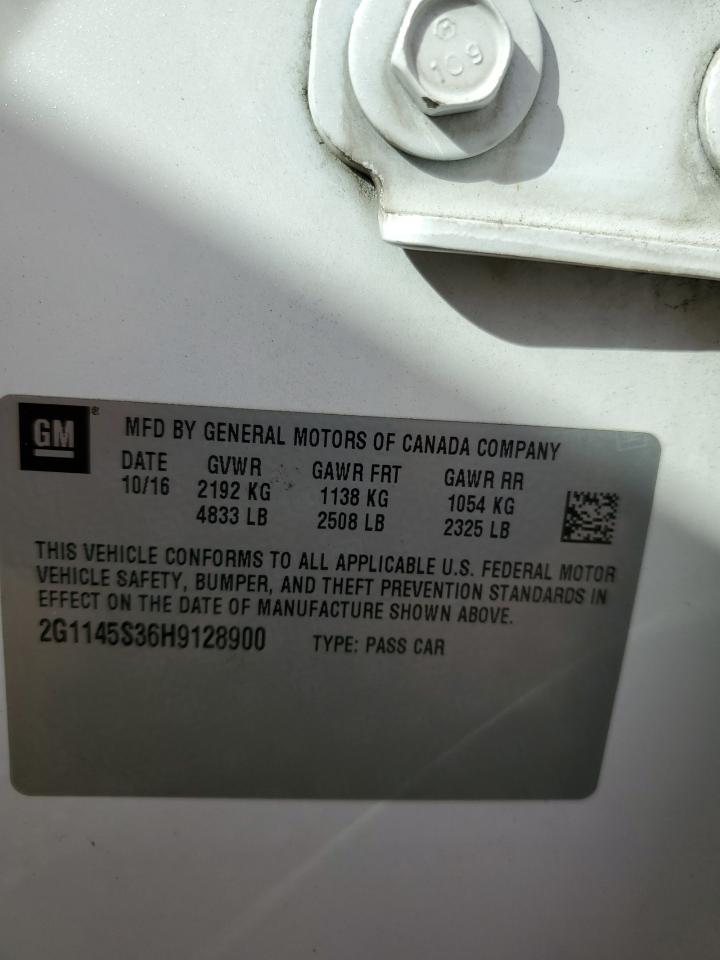 109
GM®
MFD BY GENERAL MOTORS OF CANADA COMPANY
DATE GVWR GAWR FRT GAWR RR
10/16 2192 KG 1138 KG 1054 KG
4833 LB 2508 LB 2325 LB
THIS VEHICLE CONFORMS TO ALL APPLICABLE U.S. FEDERAL MOTOR
VEHICLE SAFETY, BUMPER, AND THEFT PREVENTION STANDARDS IN
EFFECT ON THE DATE OF MANUFACTURE SHOWN ABOVE.
2G1145S36H9128900 TYPE: PASS CAR